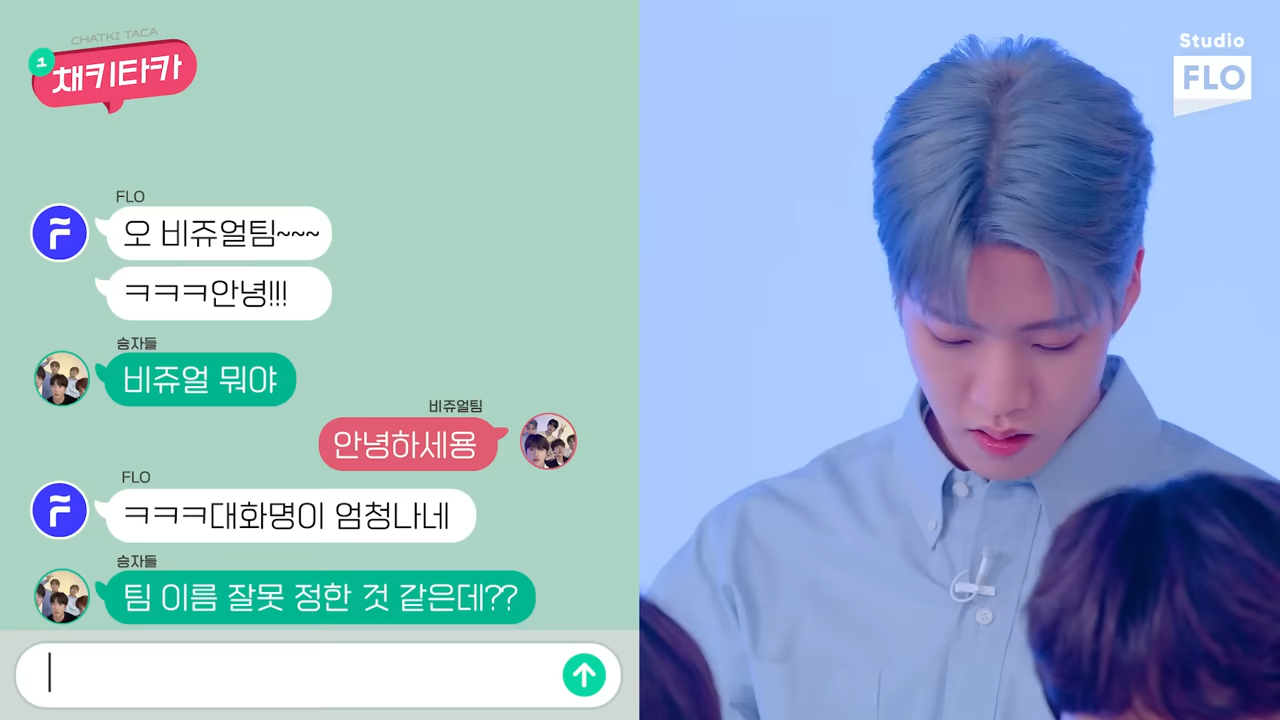 CHATKI TACA
1
채키타카
Studio
FLO
FLO
오 비쥬얼팀~~~
ㅋㅋㅋ안녕!!!
승자들
비쥬얼 뭐야
비쥬얼팀
안녕하세용
FLO
ㅋㅋㅋ대화명이 엄청나네
승자들
팀 이름 잘못 정한 것 같은데??